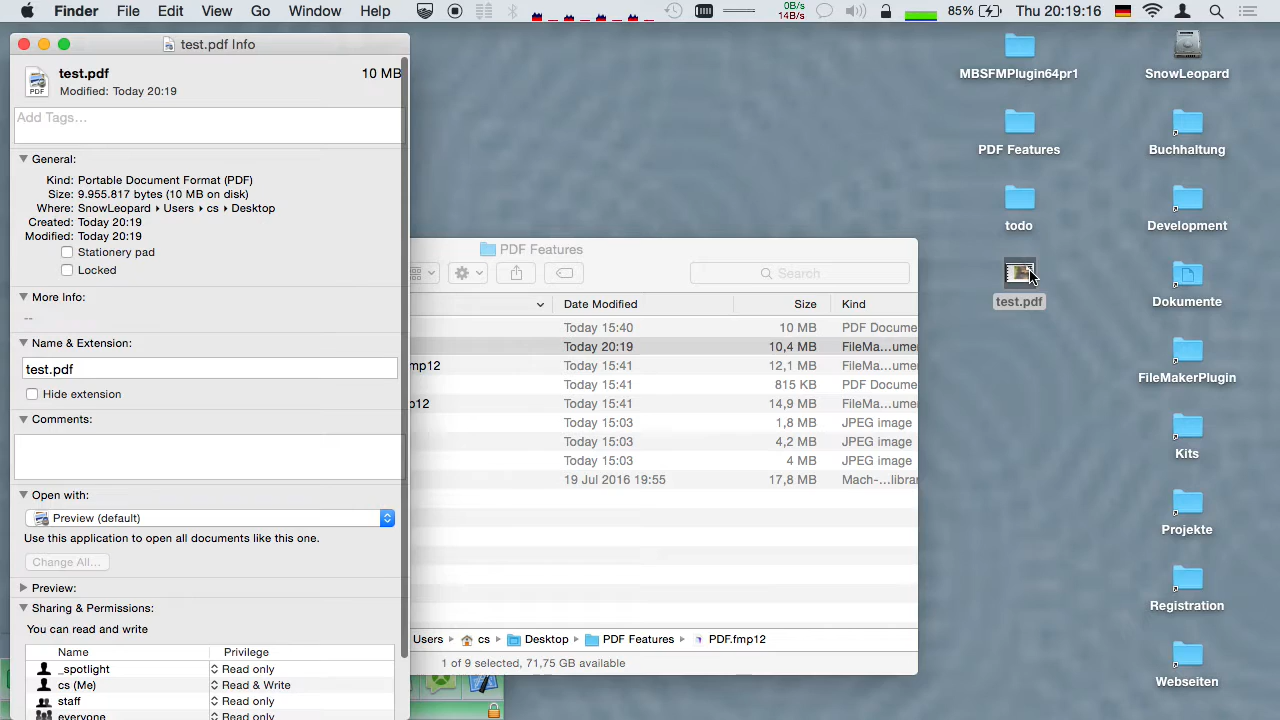 Finder File Edit View Go Window Help 0B/s 14B/s 85% Thu 20:19:16
test.pdf Info
test.pdf 10 MB
Modified: Today 20:19
Add Tags…
General:
Kind: Portable Document Format (PDF)
Size: 9.955.817 bytes (10 MB on disk)
Where: SnowLeopard ▸ Users ▸ cs ▸ Desktop
Created: Today 20:19
Modified: Today 20:19
Stationery pad
Locked
More Info:
--
Name & Extension:
test.pdf
Hide extension
Comments:
Open with:
Preview (default)
Use this application to open all documents like this one.
Change All…
Preview:
Sharing & Permissions:
You can read and write
Name Privilege
_spotlight Read only
cs (Me) Read & Write
staff Read only
everyone Read only
PDF Features
Search
Date Modified Size Kind
Today 15:40 10 MB PDF Docume
Today 20:19 10,4 MB FileMa…umen
mp12 Today 15:41 12,1 MB FileMa…umen
Today 15:41 815 KB PDF Docume
p12 Today 15:41 14,9 MB FileMa…umen
Today 15:03 1,8 MB JPEG image
Today 15:03 4,2 MB JPEG image
Today 15:03 4 MB JPEG image
19 Jul 2016 19:55 17,8 MB Mach-…librar
Users ▸ cs ▸ Desktop ▸ PDF Features ▸ PDF.fmp12
1 of 9 selected, 71,75 GB available
MBSFMPlugin64pr1
PDF Features
todo
test.pdf
SnowLeopard
Buchhaltung
Development
Dokumente
FileMakerPlugin
Kits
Projekte
Registration
Webseiten